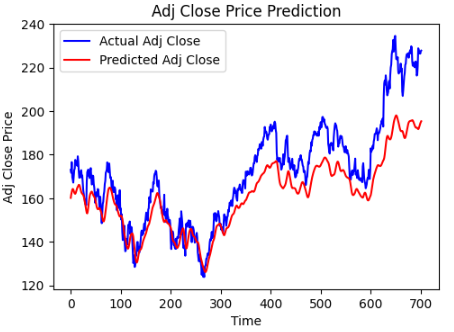 Adj Close Price Prediction
240
220
200
180
160
140
120
Adj Close Price
Actual Adj Close
Predicted Adj Close
0 100 200 300 400 500 600 700
Time